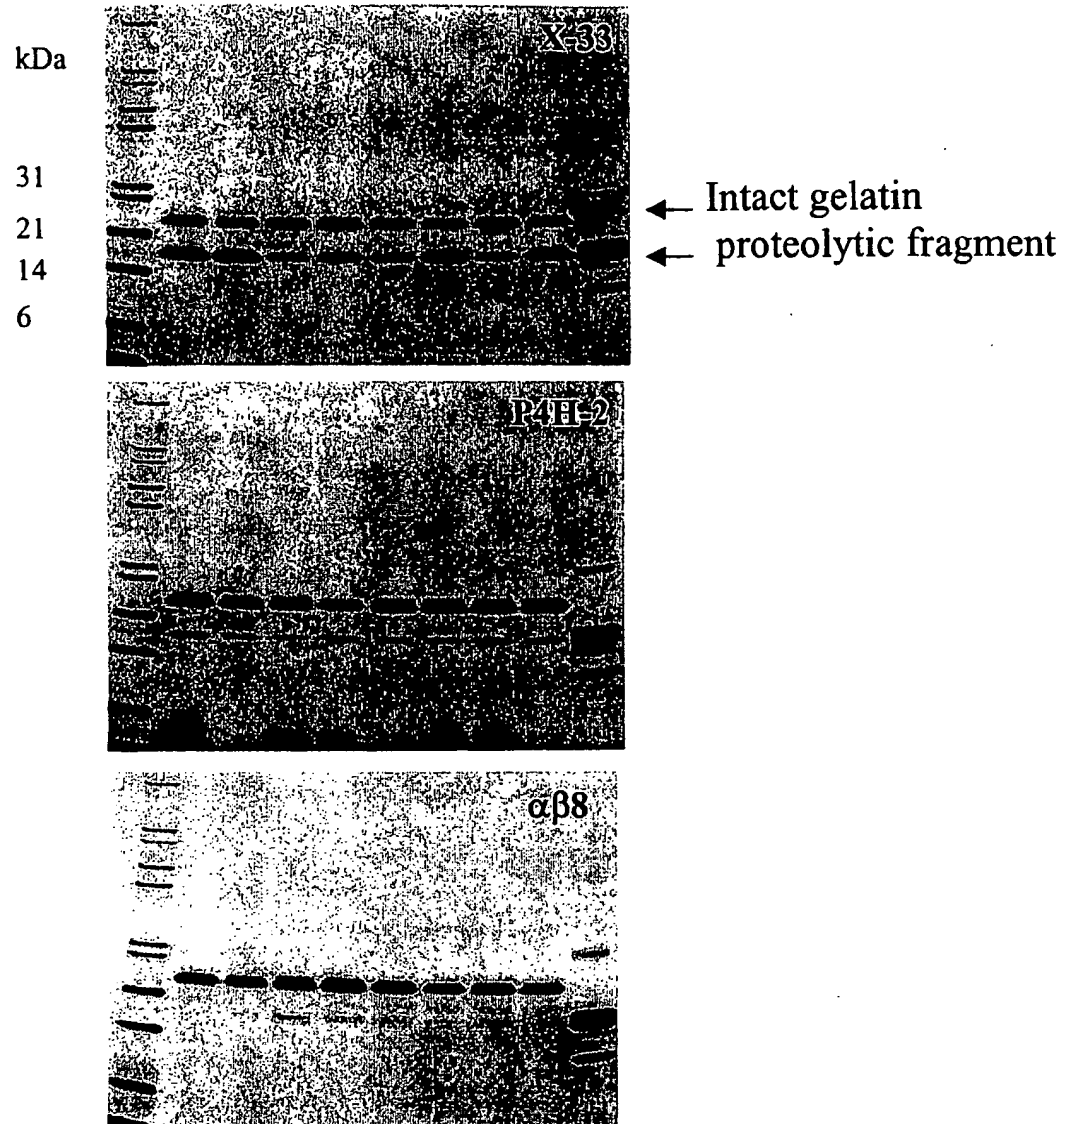 X-33
kDa
31
Intact gelatin
21
proteolytic fragment
14
6
P4H-2
αβ8